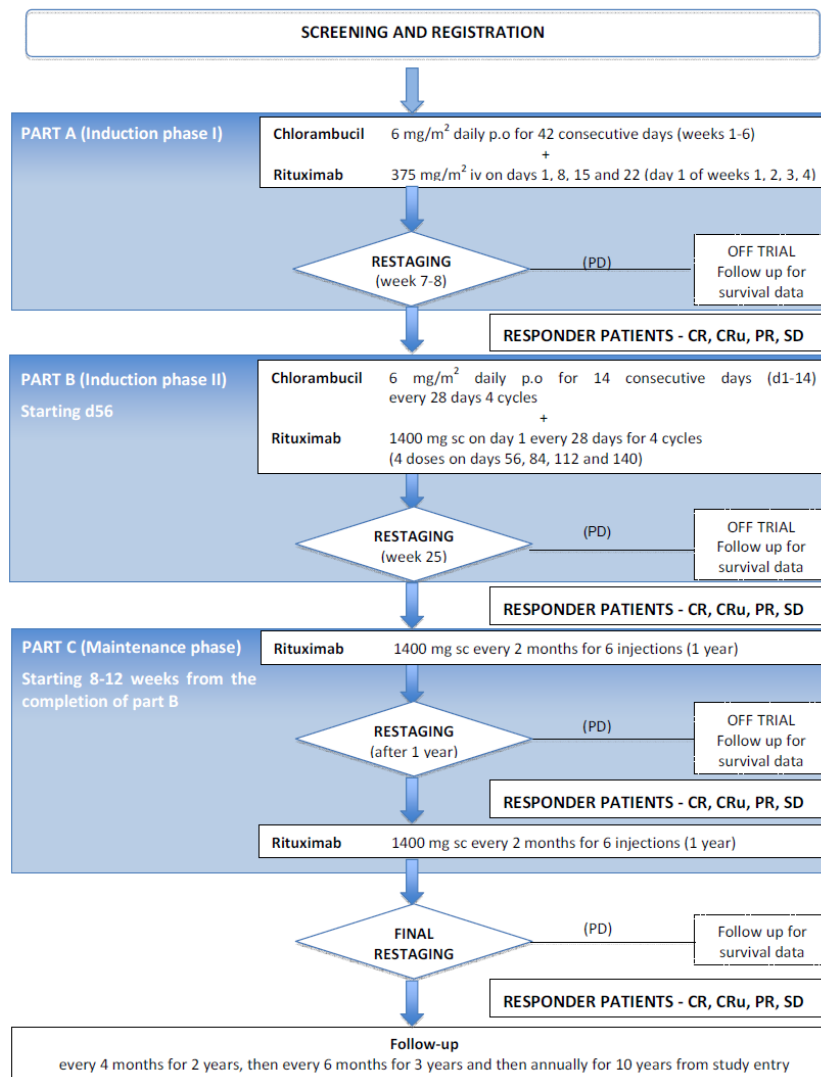 SCREENING AND REGISTRATION
PART A (Induction phase I)
Chlorambucil 6 mg/m² daily p.o for 42 consecutive days (weeks 1-6)
+
Rituximab 375 mg/m² iv on days 1, 8, 15 and 22 (day 1 of weeks 1, 2, 3, 4)
RESTAGING
(week 7-8)
(PD)
OFF TRIAL
Follow up for
survival data
RESPONDER PATIENTS - CR, CRu, PR, SD
PART B (Induction phase II)
Starting d56
Chlorambucil 6 mg/m² daily p.o for 14 consecutive days (d1-14)
every 28 days 4 cycles
+
Rituximab 1400 mg sc on day 1 every 28 days for 4 cycles
(4 doses on days 56, 84, 112 and 140)
RESTAGING
(week 25)
(PD)
OFF TRIAL
Follow up for
survival data
RESPONDER PATIENTS - CR, CRu, PR, SD
PART C (Maintenance phase)
Starting 8-12 weeks from the
completion of part B
Rituximab 1400 mg sc every 2 months for 6 injections (1 year)
RESTAGING
(after 1 year)
(PD)
OFF TRIAL
Follow up for
survival data
RESPONDER PATIENTS - CR, CRu, PR, SD
Rituximab 1400 mg sc every 2 months for 6 injections (1 year)
FINAL
RESTAGING
(PD)
Follow up for
survival data
RESPONDER PATIENTS - CR, CRu, PR, SD
Follow-up
every 4 months for 2 years, then every 6 months for 3 years and then annually for 10 years from study entry